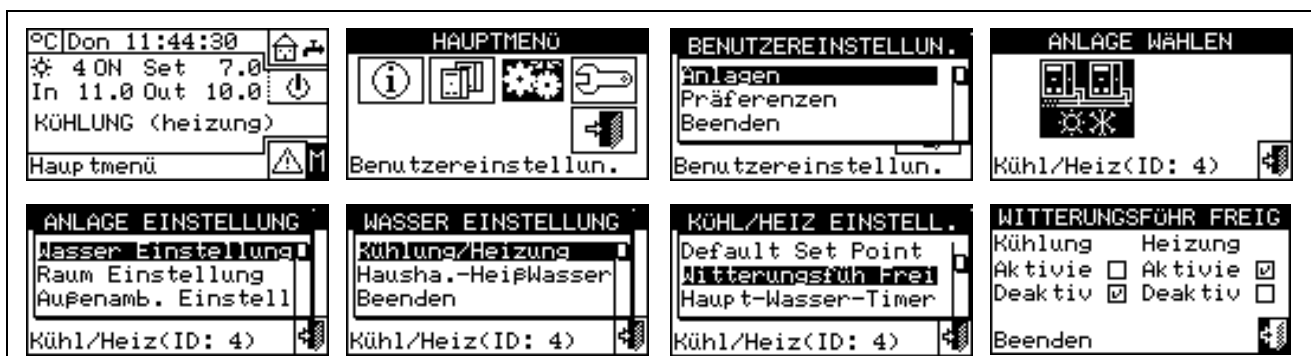 ºC Don 11:44:30
4 ON Set 7.0
In 11.0 Out 10.0
KüHLUNG (heizung)
Hauptmenü
M
HAUPTMENÜ
Benutzereinstellun.
BENUTZEREINSTELLUN.
Anlagen
Präferenzen
Beenden
Benutzereinstellun.
ANLAGE WäHLEN
Kühl/Heiz(ID: 4)
ANLAGE EINSTELLUNG
Wasser Einstellung
Raum Einstellung
Außenamb. Einstell
Kühl/Heiz(ID: 4)
WASSER EINSTELLUNG
Kühlung/Heizung
Hausha.-HeißWasser
Beenden
Kühl/Heiz(ID: 4)
KüHL/HEIZ EINSTELL.
Default Set Point
Witterungsfüh Frei
Haupt-Wasser-Timer
Kühl/Heiz(ID: 4)
WITTERUNGSFÜHR FREIG
Kühlung Heizung
Aktivie Aktivie
Deaktiv Deaktiv
Beenden